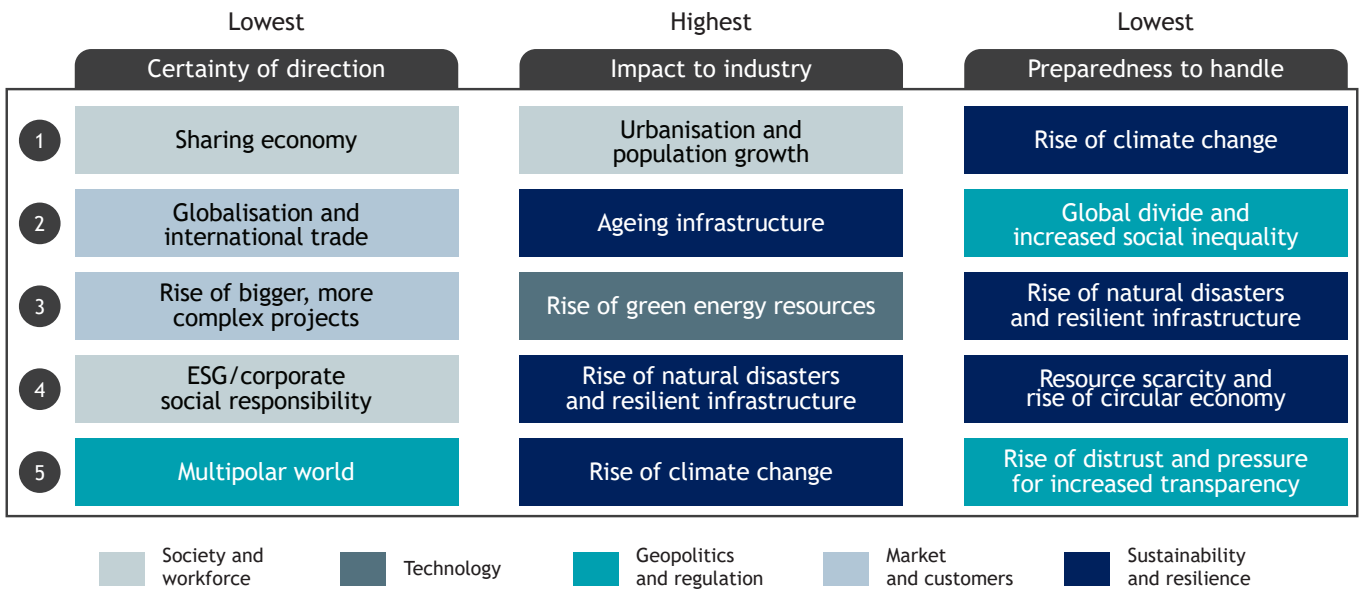 Lowest
Highest
Lowest
Certainty of direction
Impact to industry
Preparedness to handle
1
Sharing economy
Urbanisation and
population growth
Rise of climate change
2
Globalisation and
international trade
Ageing infrastructure
Global divide and
increased social inequality
3
Rise of bigger, more
complex projects
Rise of green energy resources
Rise of natural disasters
and resilient infrastructure
4
ESG/corporate
social responsibility
Rise of natural disasters
and resilient infrastructure
Resource scarcity and
rise of circular economy
5
Multipolar world
Rise of climate change
Rise of distrust and pressure
for increased transparency
Society and
workforce
Technology
Geopolitics
and regulation
Market
and customers
Sustainability
and resilience